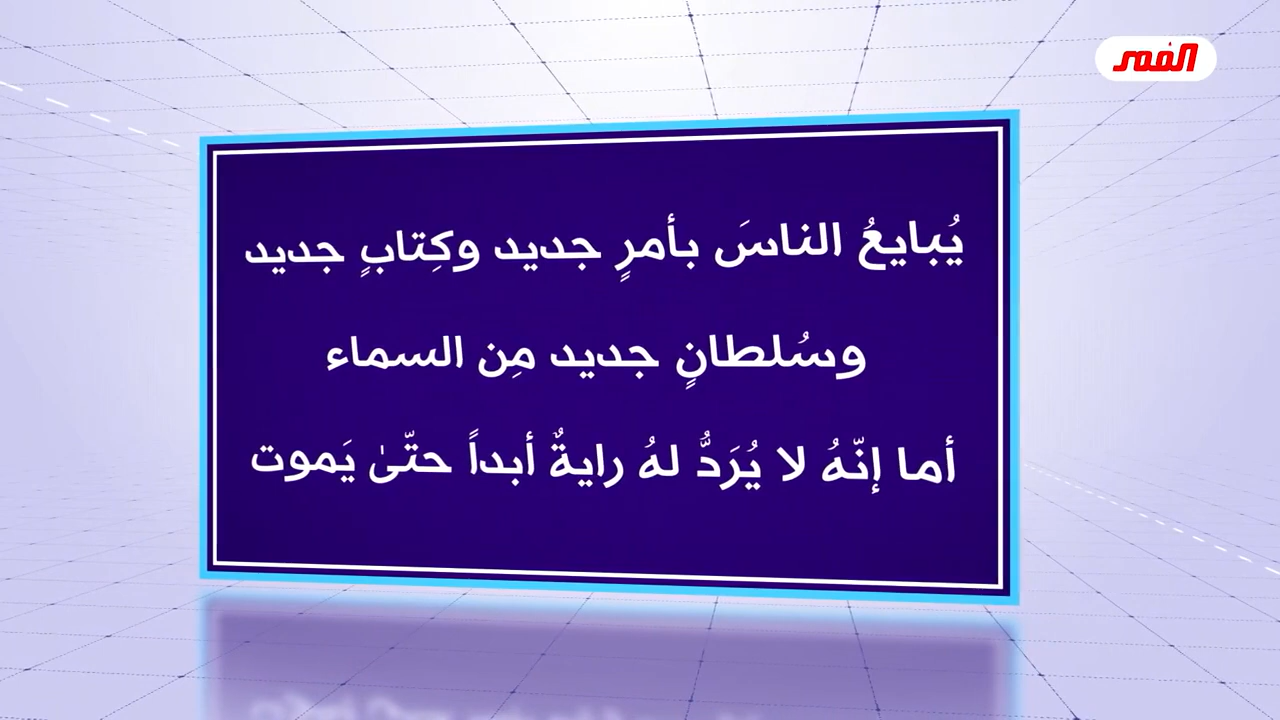 القمر
يُبايعُ الناسَ بأمرٍ جديد وكِتابٍ جديد
وسُلطانٍ جديد مِن السماء
أما إنّهُ لا يُرَدُّ لهُ رايةٌ أبداً حتّىٰ يَموت